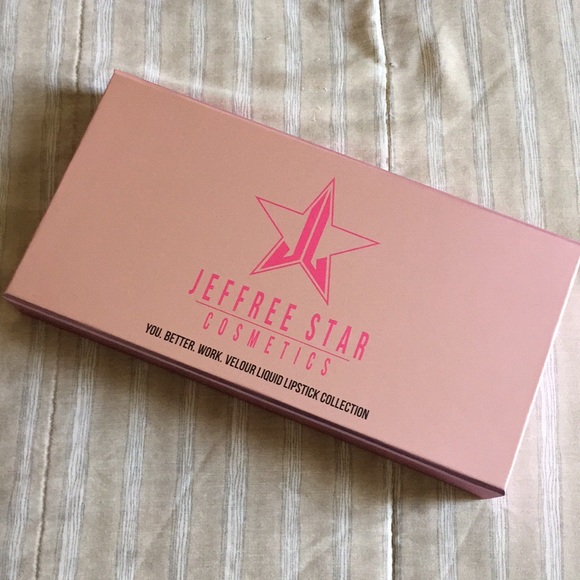 JEFFREE STAR
COSMETICS
YOU. BETTER. WORK. VELOUR LIQUID LIPSTICK COLLECTION